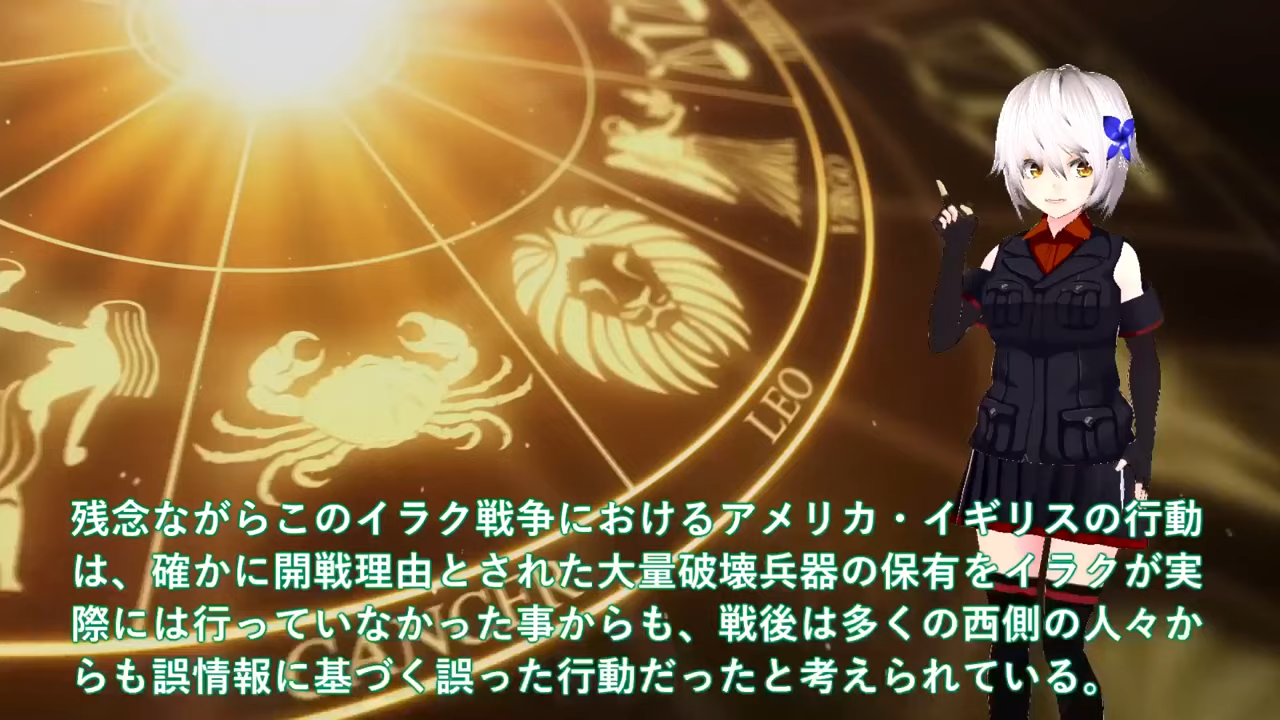 VIRGO
LEO
CANCER
残念ながらこのイラク戦争におけるアメリカ・イギリスの行動
は、確かに開戦理由とされた大量破壊兵器の保有をイラクが実
際には行っていなかった事からも、戦後は多くの西側の人々か
らも誤情報に基づく誤った行動だったと考えられている。